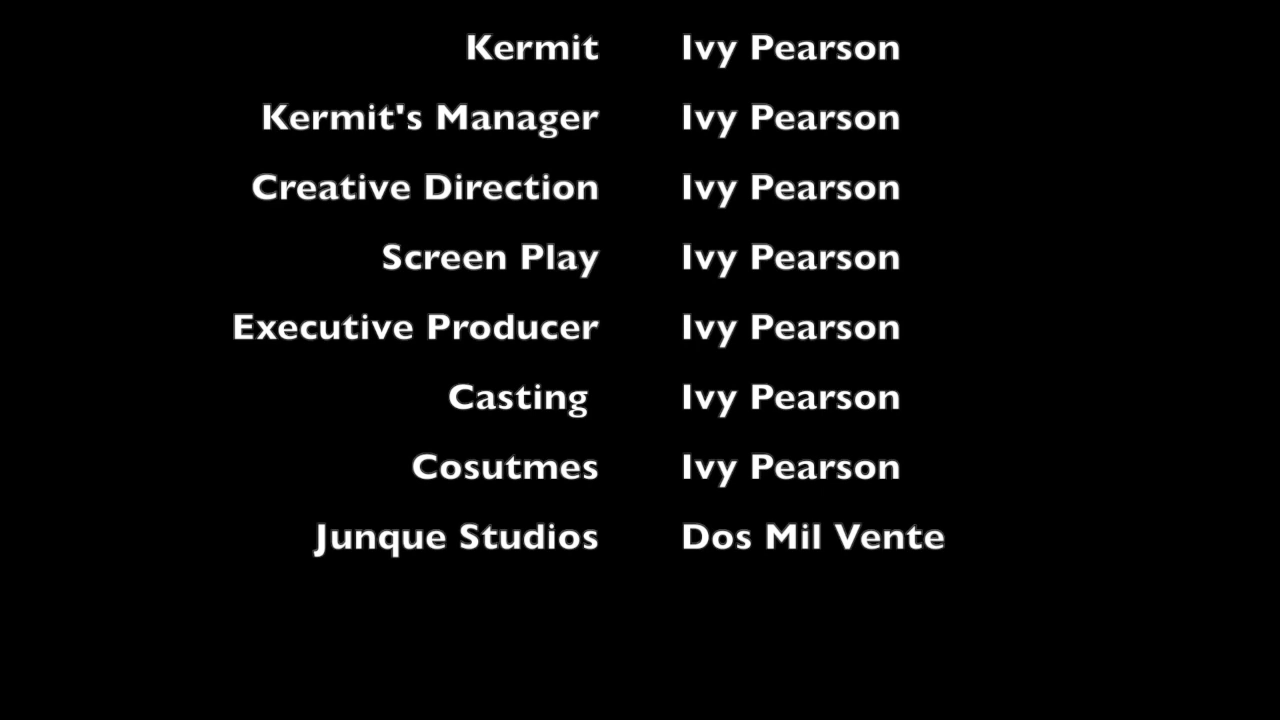 Kermit Ivy Pearson
Kermit's Manager Ivy Pearson
Creative Direction Ivy Pearson
Screen Play Ivy Pearson
Executive Producer Ivy Pearson
Casting Ivy Pearson
Cosutmes Ivy Pearson
Junque Studios Dos Mil Vente